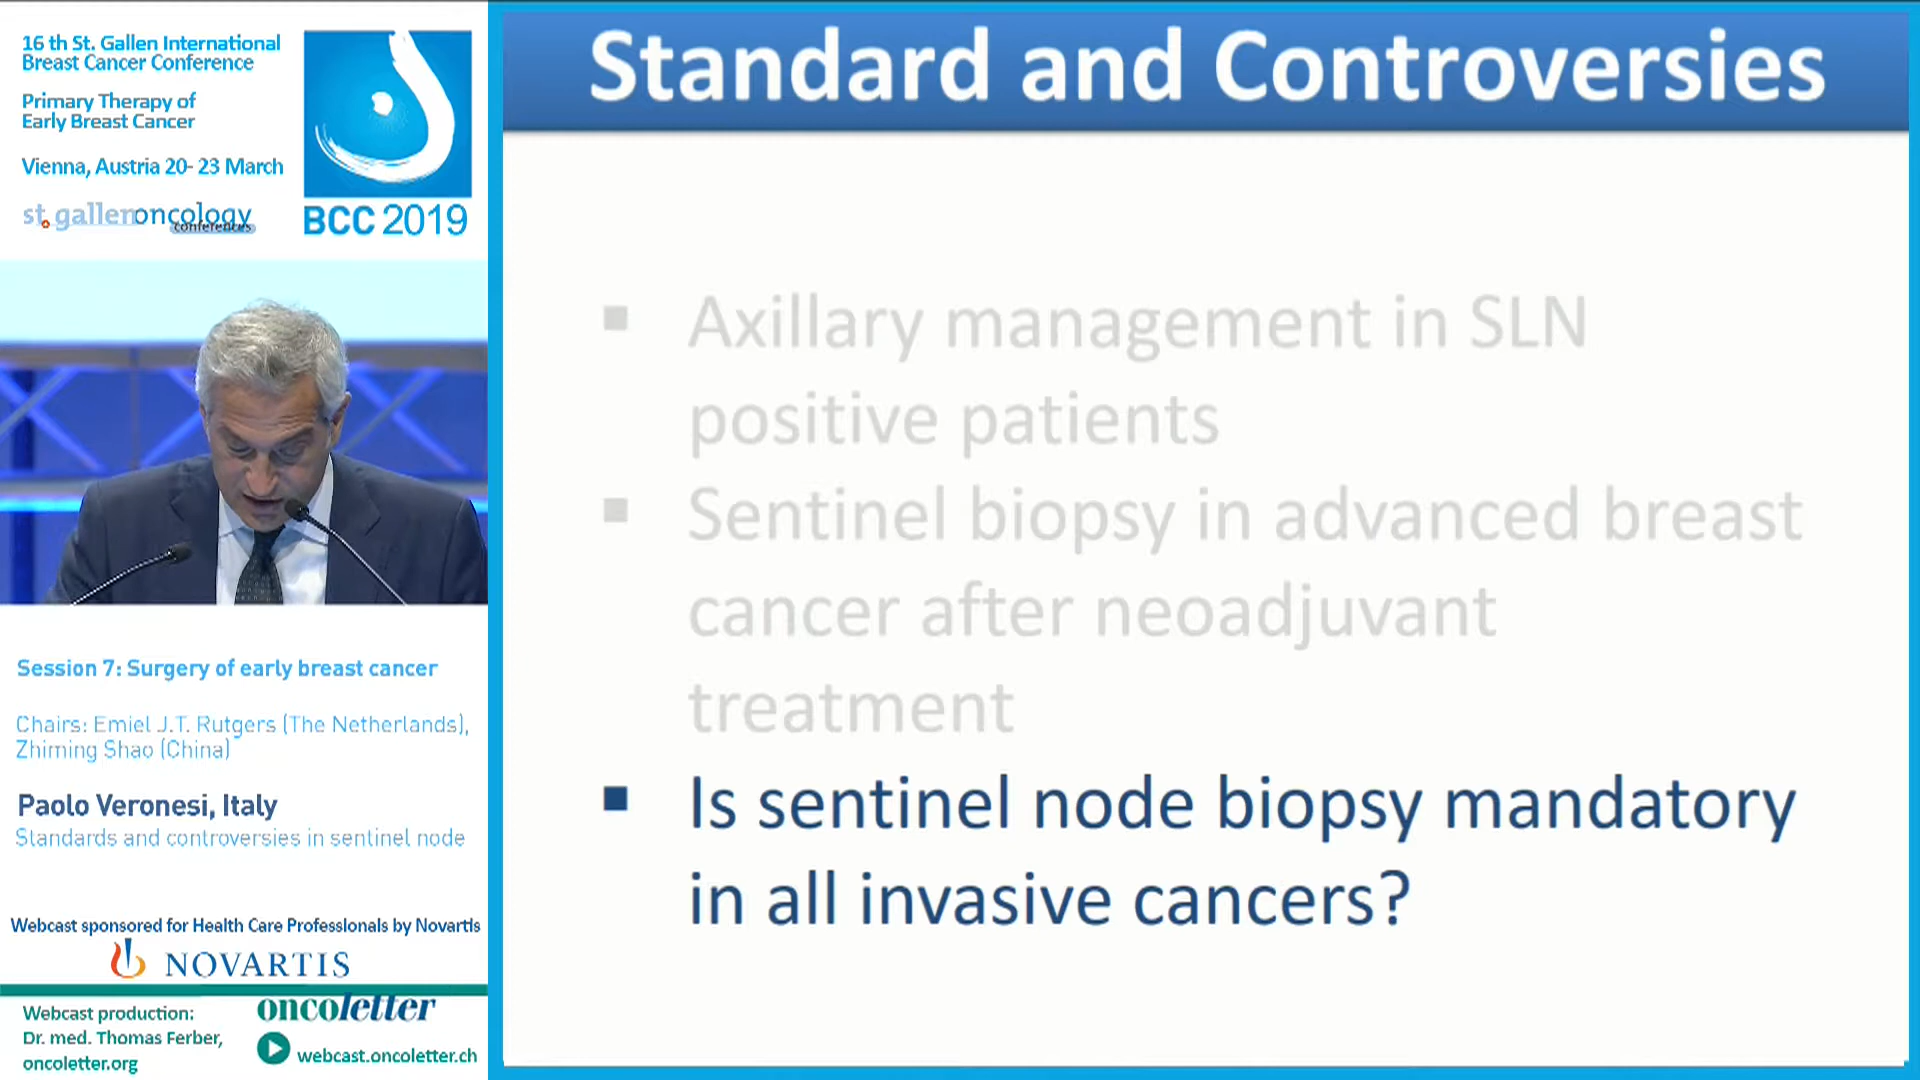 16 th St. Gallen International
Breast Cancer Conference
Primary Therapy of
Early Breast Cancer
Vienna, Austria 20- 23 March
st.gallenoncology
conferences
BCC 2019
Session 7: Surgery of early breast cancer
Chairs: Emiel J.T. Rutgers (The Netherlands),
Zhiming Shao (China)
Paolo Veronesi, Italy
Standards and controversies in sentinel node
Webcast sponsored for Health Care Professionals by Novartis
NOVARTIS
Webcast production:
Dr. med. Thomas Ferber,
oncoletter.org
oncoletter
webcast.oncoletter.ch
Standard and Controversies
▪ Axillary management in SLN
positive patients
▪ Sentinel biopsy in advanced breast
cancer after neoadjuvant
treatment
▪ Is sentinel node biopsy mandatory
in all invasive cancers?